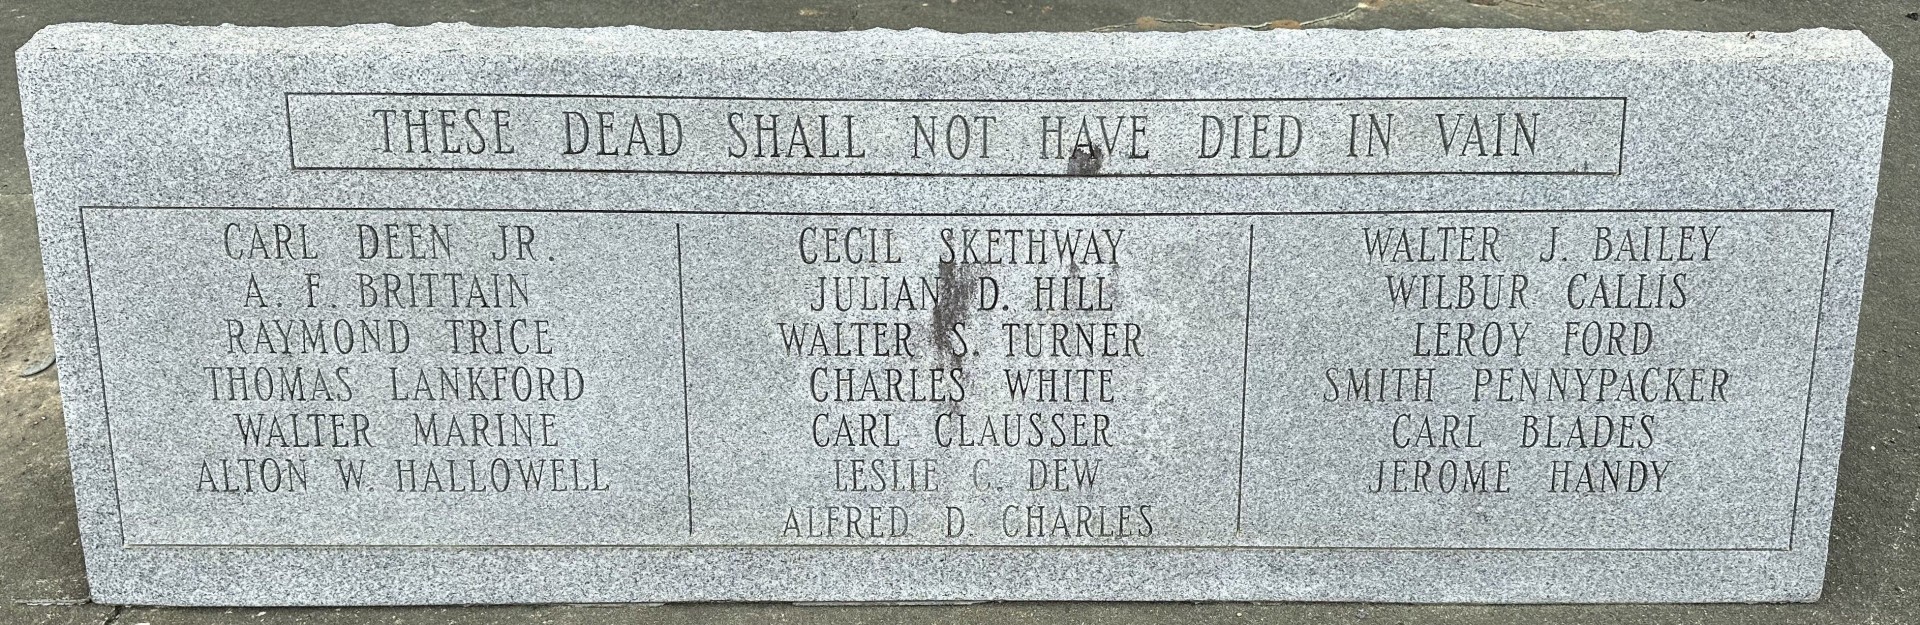 THESE DEAD SHALL NOT HAVE DIED IN VAIN
CARL DEEN JR.
A. F. BRITTAIN
RAYMOND TRICE
THOMAS LANKFORD
WALTER MARINE
ALTON W. HALLOWELL
CECIL SKETHWAY
JULIAN D. HILL
WALTER S. TURNER
CHARLES WHITE
CARL CLAUSSER
LESLIE C. DEW
ALFRED D. CHARLES
WALTER J. BAILEY
WILBUR CALLIS
LEROY FORD
SMITH PENNYPACKER
CARL BLADES
JEROME HANDY